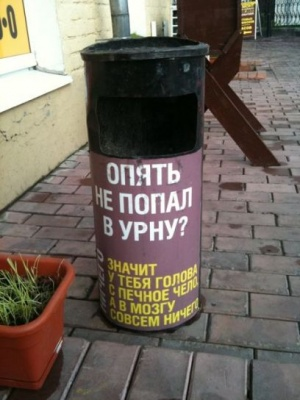 ОПЯТЬ
НЕ ПОПАЛ
В УРНУ?
ЗНАЧИТ
У ТЕБЯ ГОЛОВА
С ПЕЧНОЕ ЧЕЛО,
А В МОЗГУ
СОВСЕМ НИЧЕГО